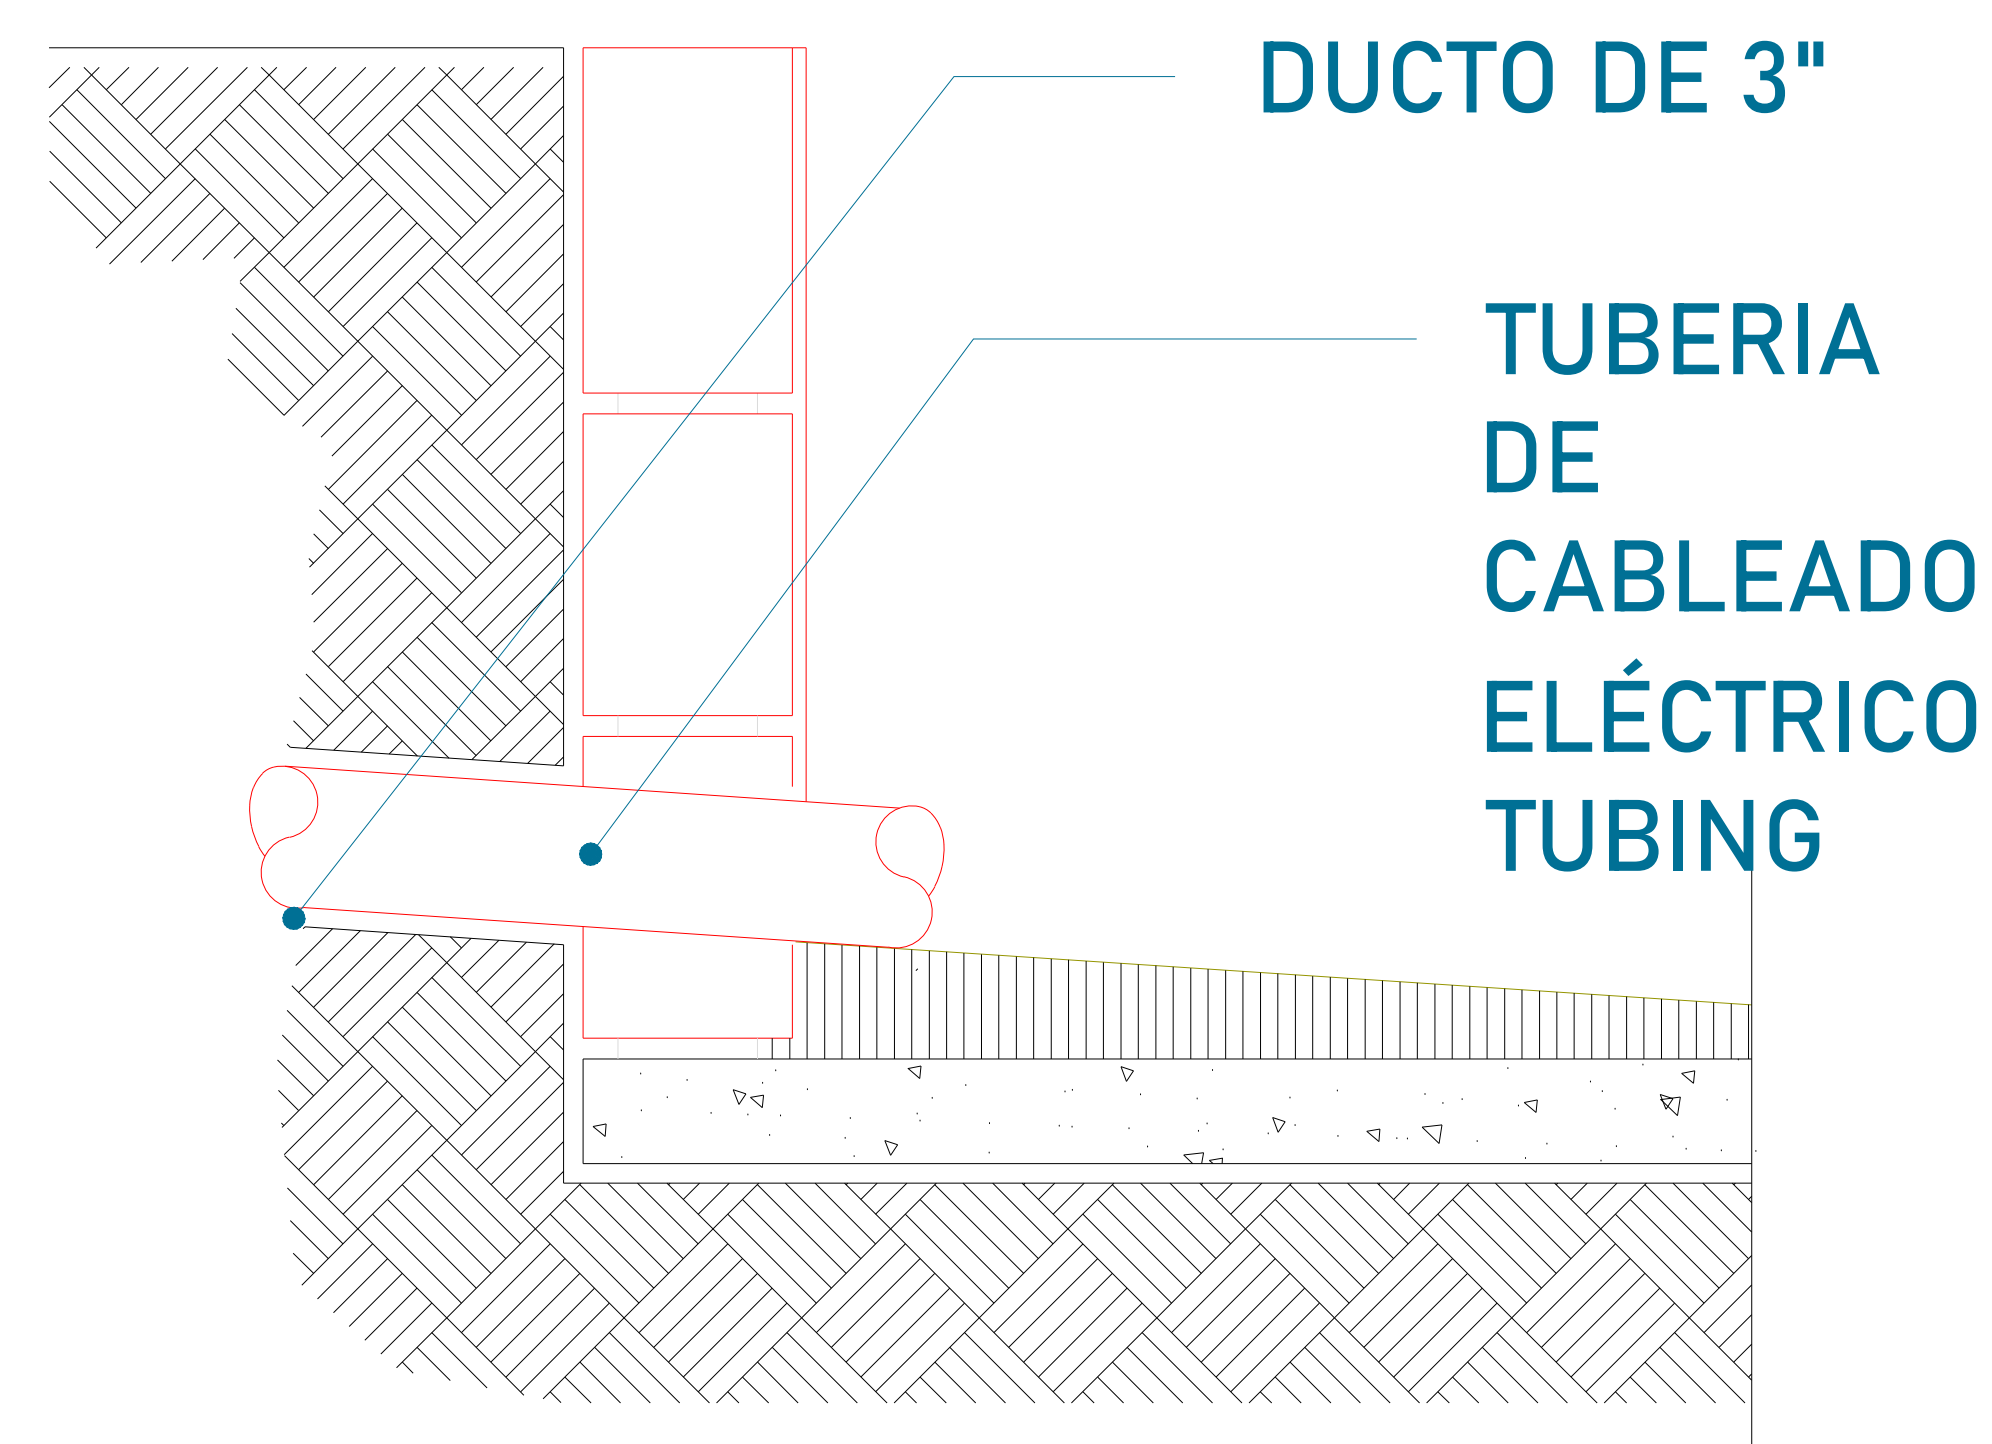 DUCTO DE 3"
TUBERIA
DE
CABLEADO
ELÉCTRICO
TUBING